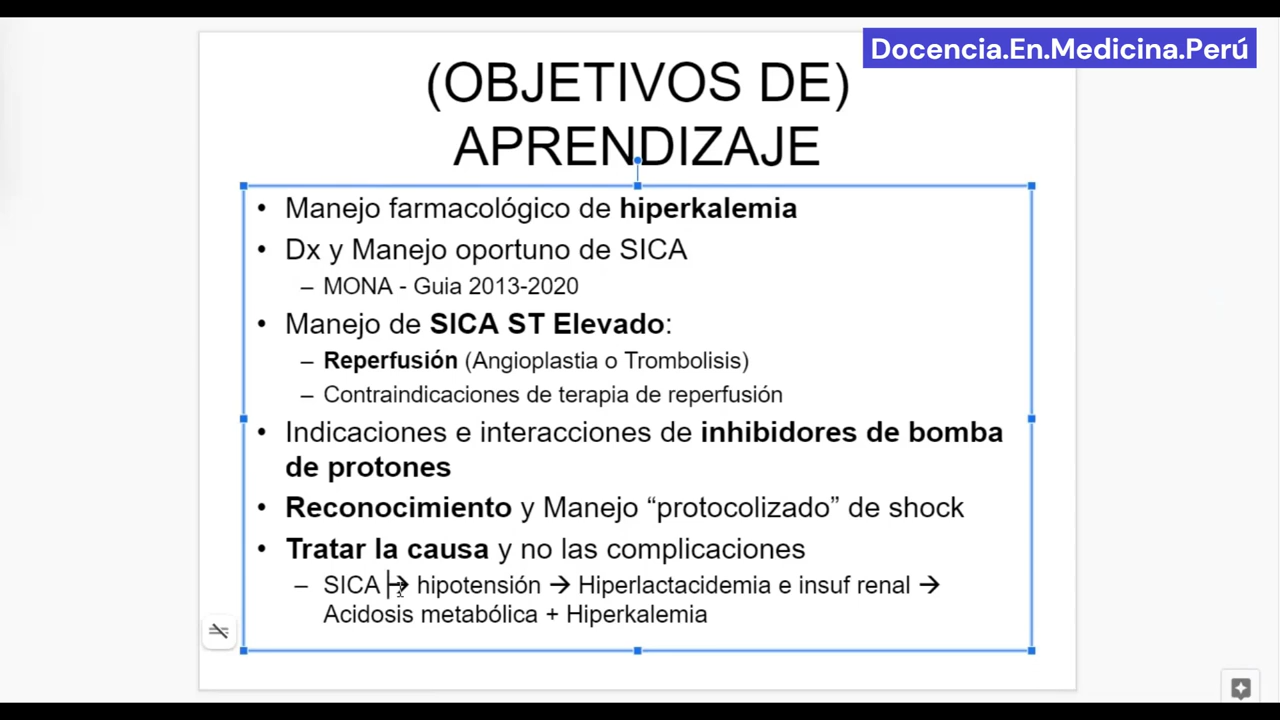 Docencia.En.Medicina.Perú
(OBJETIVOS DE)
APRENDIZAJE
• Manejo farmacológico de hiperkalemia
• Dx y Manejo oportuno de SICA
– MONA - Guia 2013-2020
• Manejo de SICA ST Elevado:
– Reperfusión (Angioplastia o Trombolisis)
– Contraindicaciones de terapia de reperfusión
• Indicaciones e interacciones de inhibidores de bomba
de protones
• Reconocimiento y Manejo “protocolizado” de shock
• Tratar la causa y no las complicaciones
– SICA → hipotensión → Hiperlactacidemia e insuf renal →
Acidosis metabólica + Hiperkalemia